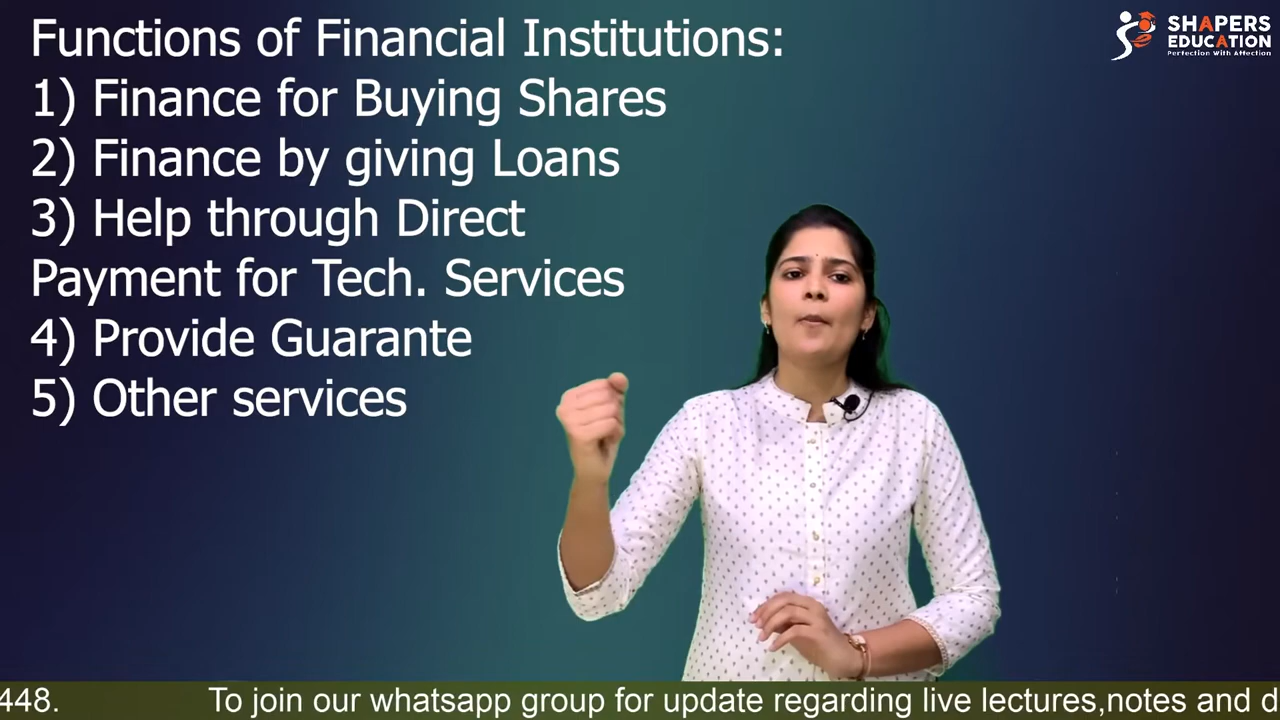 Functions of Financial Institutions:
1) Finance for Buying Shares
2) Finance by giving Loans
3) Help through Direct
Payment for Tech. Services
4) Provide Guarante
5) Other services
SHAPERS
EDUCATION
Perfection With Affection
448. To join our whatsapp group for update regarding live lectures,notes and d